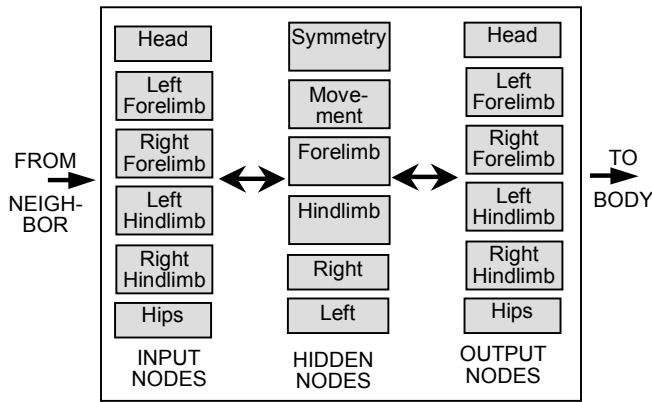 FROM
NEIGH-
BOR
Head
Left
Forelimb
Right
Forelimb
Left
Hindlimb
Right
Hindlimb
Hips
INPUT
NODES
Symmetry
Move-
ment
Forelimb
Hindlimb
Right
Left
HIDDEN
NODES
Head
Left
Forelimb
Right
Forelimb
Left
Hindlimb
Right
Hindlimb
Hips
OUTPUT
NODES
TO
BODY